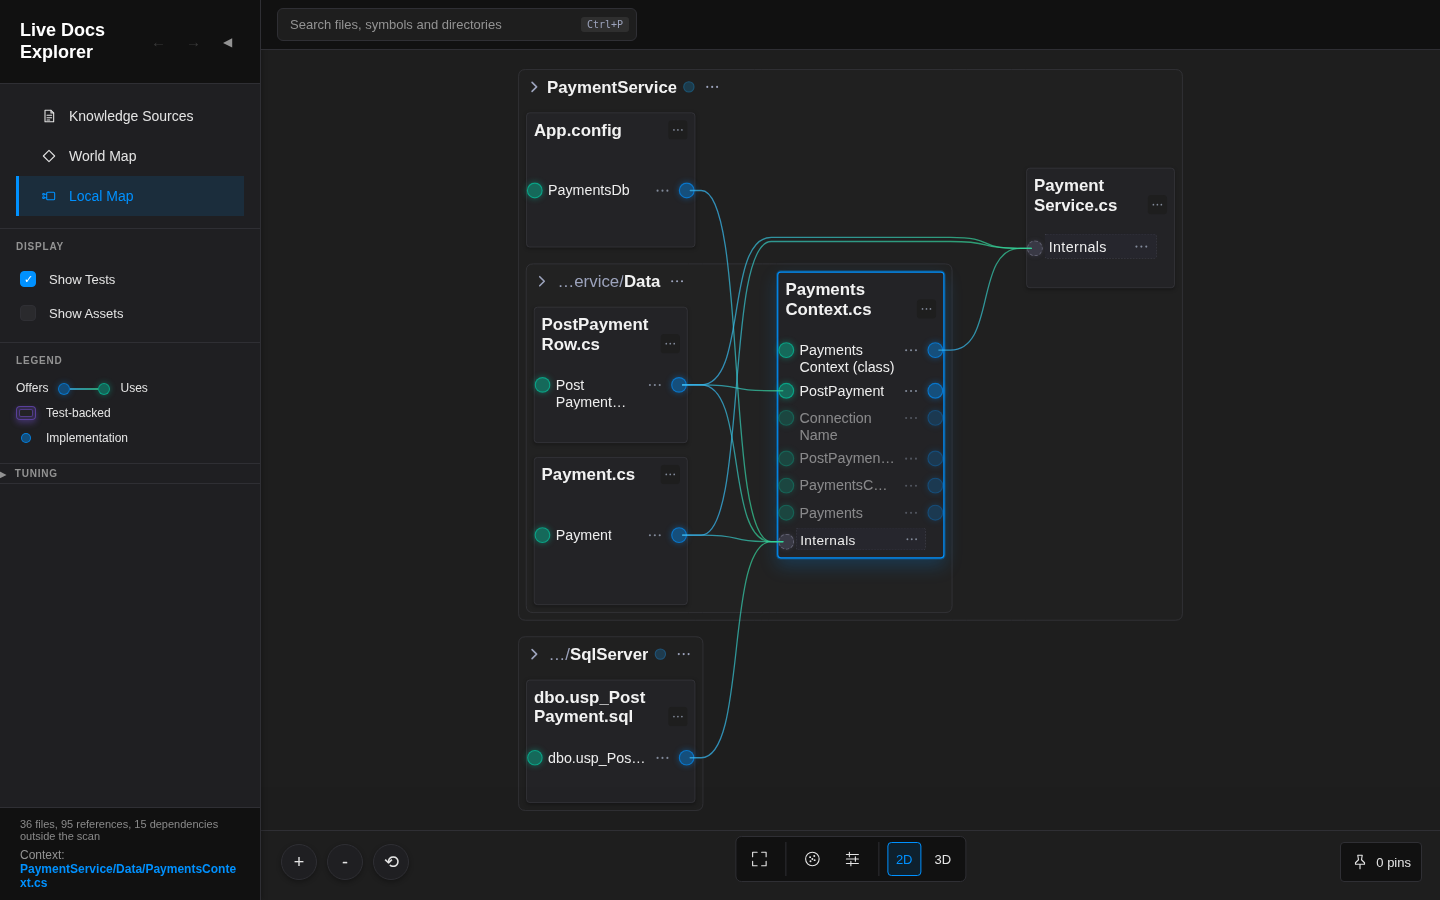 Live Docs
Explorer
← → ◀
Search files, symbols and directories
Ctrl+P
Knowledge Sources
World Map
Local Map
DISPLAY
Show Tests
Show Assets
LEGEND
Offers
Uses
Test-backed
Implementation
▶ TUNING
36 files, 95 references, 15 dependencies
outside the scan
Context:
PaymentService/Data/PaymentsConte
xt.cs
PaymentService ···
App.config ···
PaymentsDb ···
…ervice/Data ···
PostPayment
Row.cs ···
Post ···
Payment…
Payment.cs ···
Payment ···
Payments
Context.cs ···
Payments ···
Context (class)
PostPayment ···
Connection ···
Name
PostPaymen… ···
PaymentsC… ···
Payments ···
Internals ···
Payment
Service.cs ···
Internals ···
…/SqlServer ···
dbo.usp_Post
Payment.sql ···
dbo.usp_Pos… ···
+ - ⟲
2D 3D
0 pins